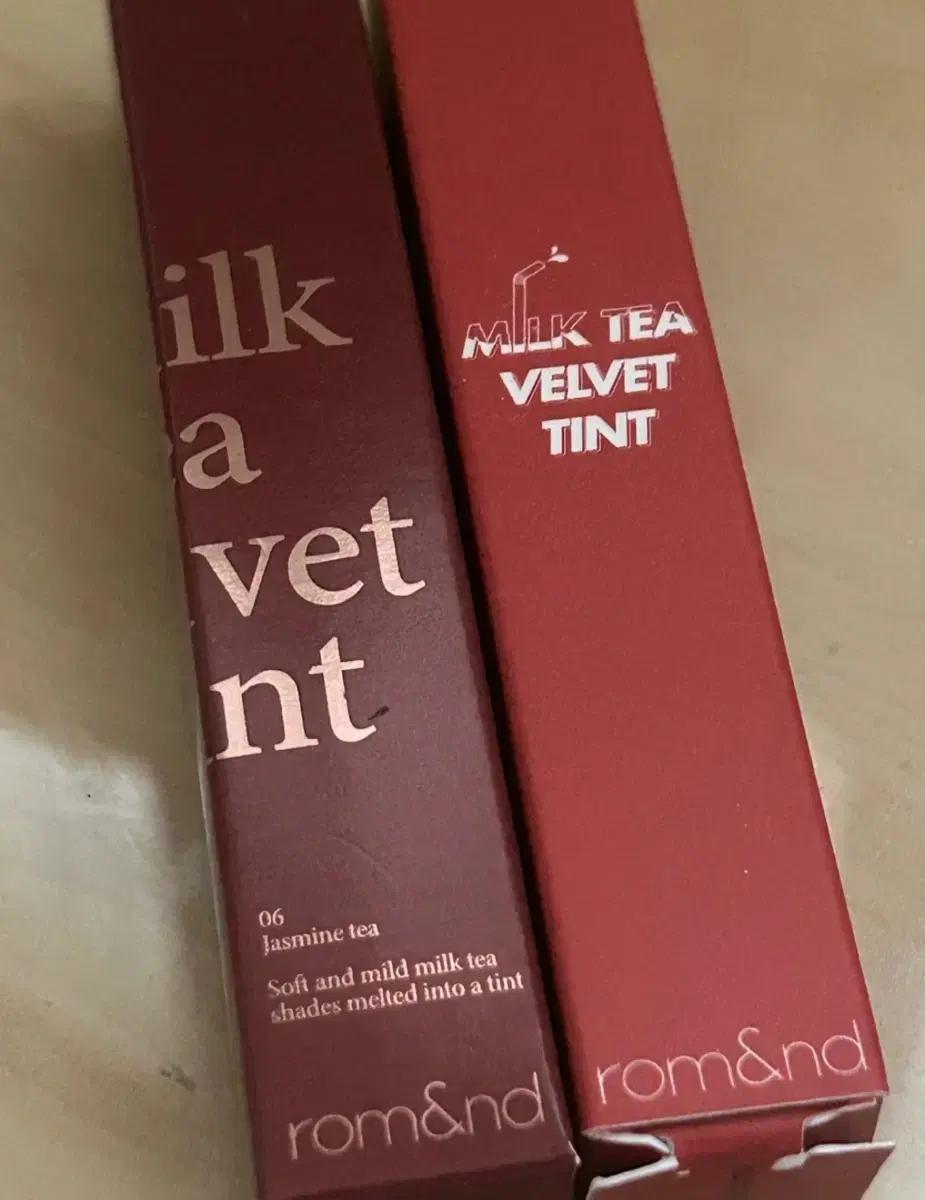 ilk
a
vet
nt
06
Jasmine tea
Soft and mild milk tea
shades melted into a tint
rom&nd
MILK TEA
VELVET
TINT
rom&nd